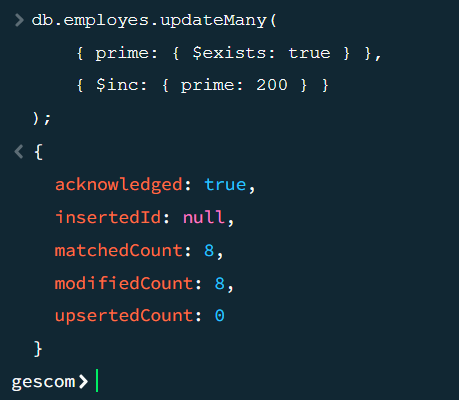 > db.employes.updateMany(
{ prime: { $exists: true } },
{ $inc: { prime: 200 } }
);
< {
acknowledged: true,
insertedId: null,
matchedCount: 8,
modifiedCount: 8,
upsertedCount: 0
}
gescom>